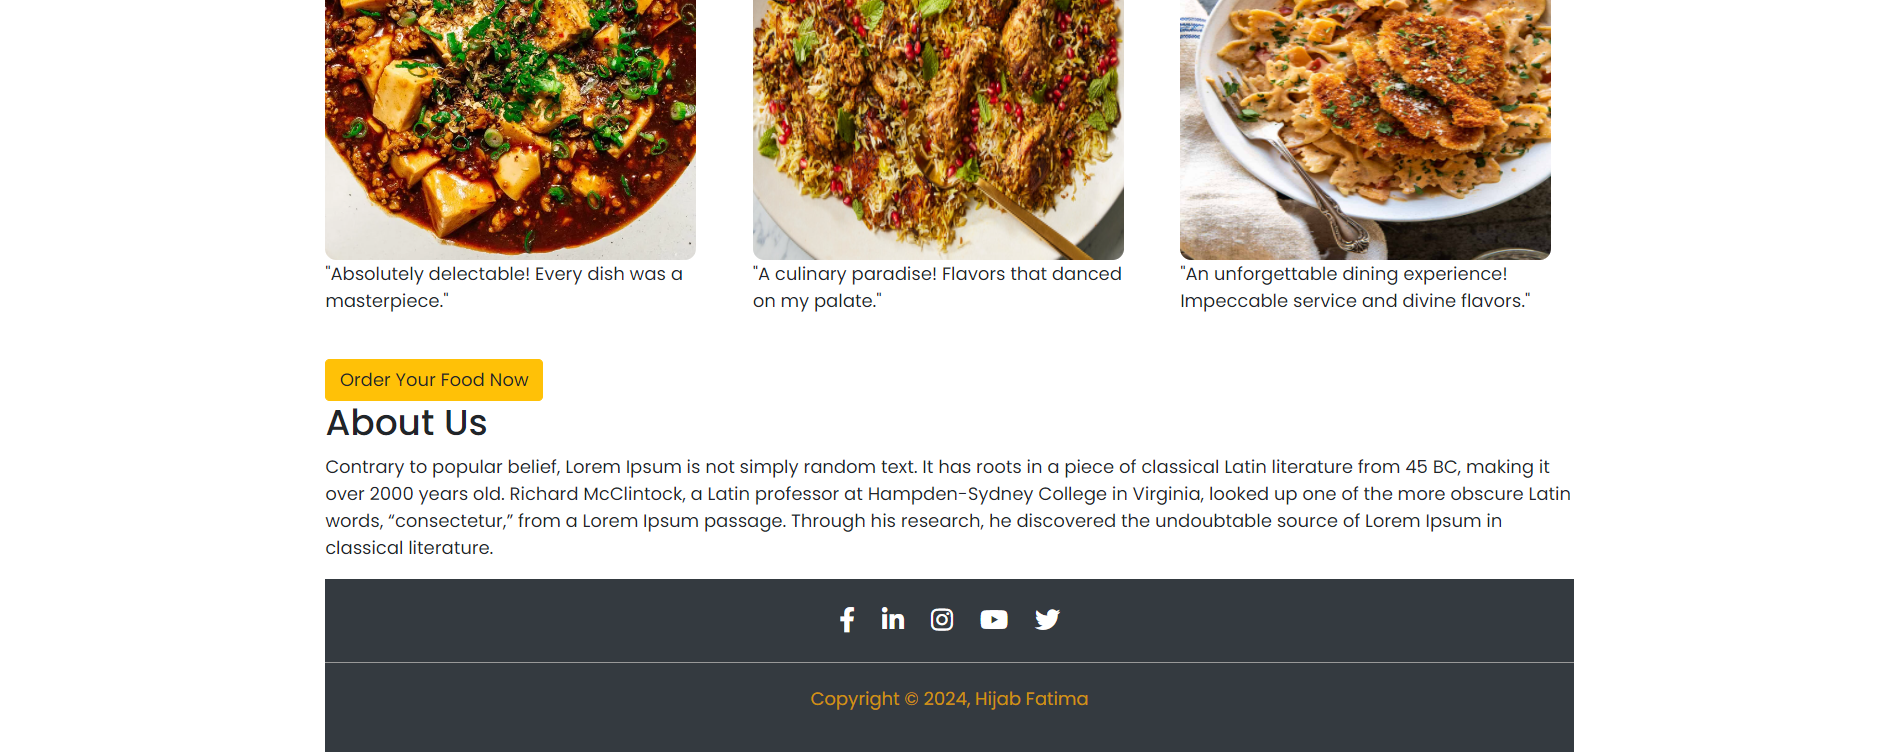 "Absolutely delectable! Every dish was a
masterpiece."
"A culinary paradise! Flavors that danced
on my palate."
"An unforgettable dining experience!
Impeccable service and divine flavors."
Order Your Food Now
About Us
Contrary to popular belief, Lorem Ipsum is not simply random text. It has roots in a piece of classical Latin literature from 45 BC, making it
over 2000 years old. Richard McClintock, a Latin professor at Hampden-Sydney College in Virginia, looked up one of the more obscure Latin
words, “consectetur,” from a Lorem Ipsum passage. Through his research, he discovered the undoubtable source of Lorem Ipsum in
classical literature.
Copyright © 2024, Hijab Fatima